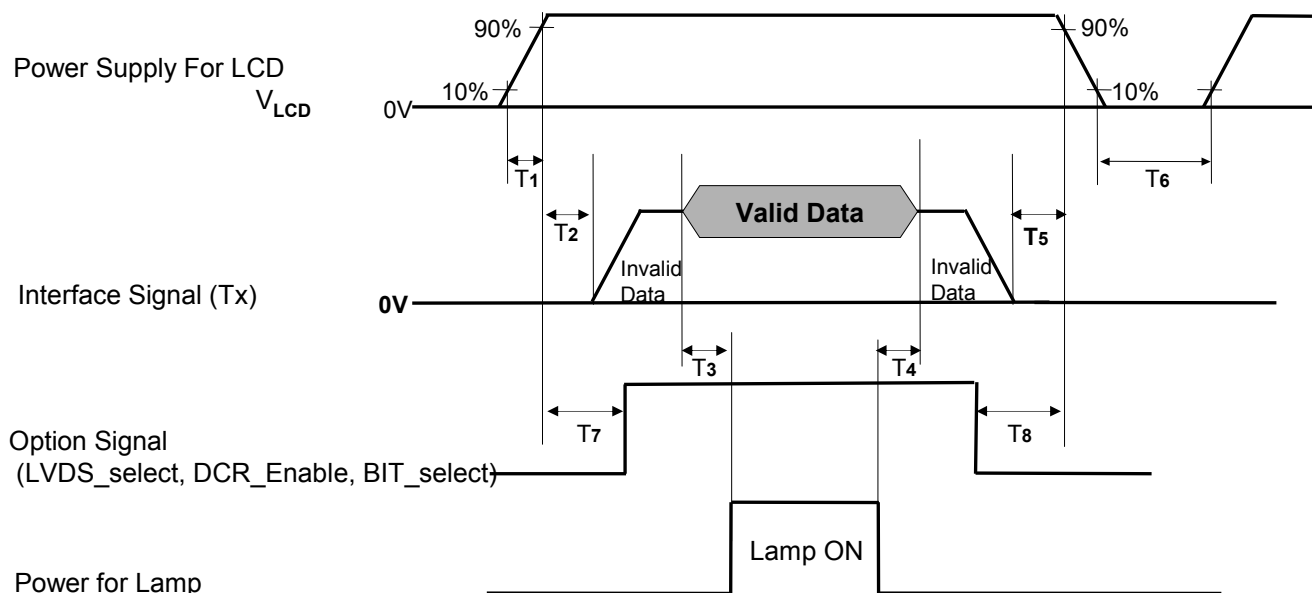 90%
90%
Power Supply For LCD
VLCD
10%
10%
0V
T1
T6
Valid Data
T2
T5
Invalid
Data
Invalid
Data
Interface Signal (Tx)
0V
T3
T4
T7
T8
Option Signal
(LVDS_select, DCR_Enable, BIT_select)
Lamp ON
Power for Lamp